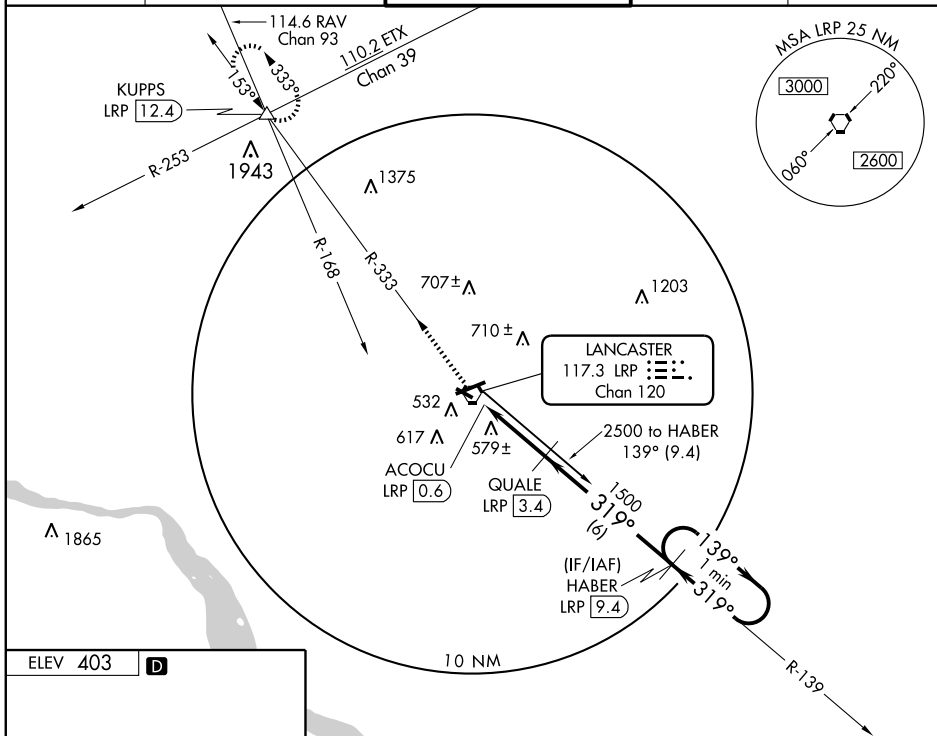 114.6 RAV
Chan 93
110.2 ETX
Chan 39
MSA LRP 25 NM
3000
220°
060°
2600
KUPPS
LRP 12.4
153°
333°
R-253
1943
1375
R-168
R-333
707±
1203
710±
LANCASTER
117.3 LRP
Chan 120
532
617
579±
2500 to HABER
139° (9.4)
ACOCU
LRP 0.6
QUALE
LRP 3.4
1500
319°
(6)
1865
(IF/IAF)
HABER
LRP 9.4
139°
1 min
319°
10 NM
R-139
ELEV 403 D